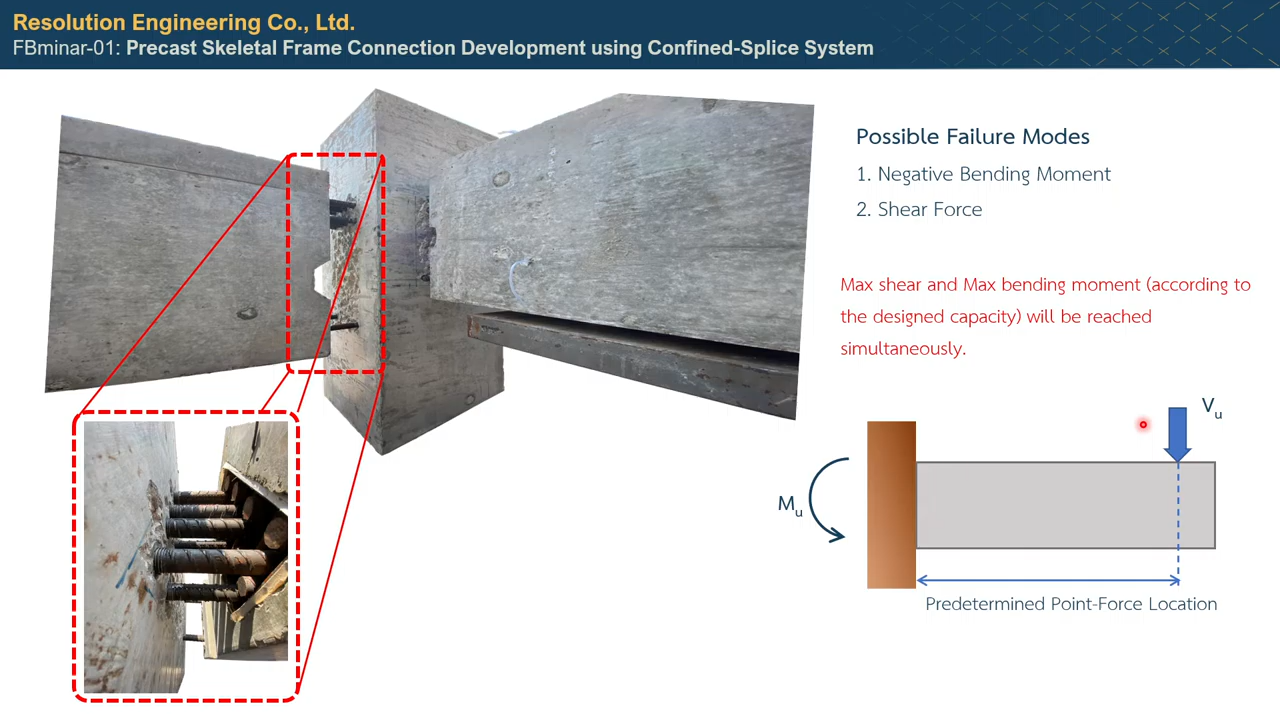 Resolution Engineering Co., Ltd.
FBminar-01: Precast Skeletal Frame Connection Development using Confined-Splice System
Possible Failure Modes
1. Negative Bending Moment
2. Shear Force
Max shear and Max bending moment (according to
the designed capacity) will be reached
simultaneously.
Vu
Mu
Predetermined Point-Force Location